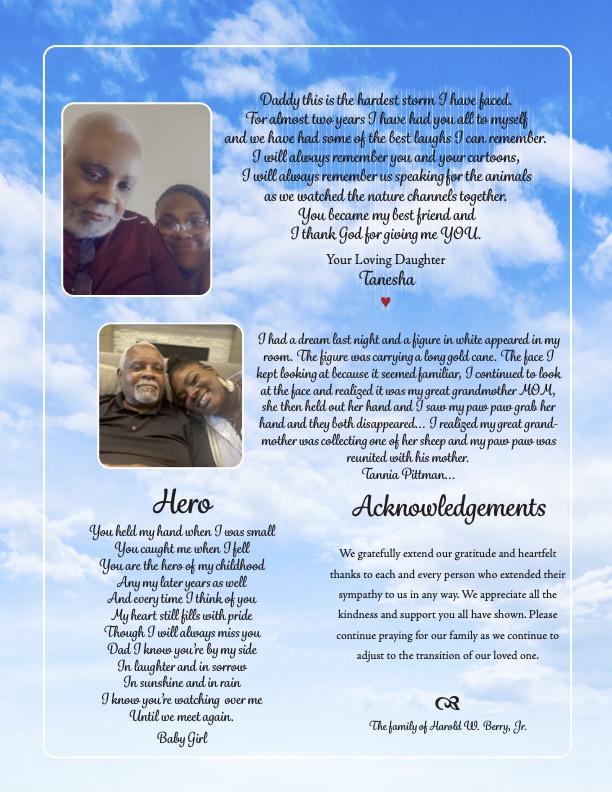 Daddy this is the hardest storm I have faced.
For almost two years I have had you all to myself
and we have had some of the best laughs I can remember.
I will always remember you and your cartoons,
I will always remember us speaking for the animals
as we watched the nature channels together.
You became my best friend and
I thank God for giving me YOU.
Your Loving Daughter
Tanesha
I had a dream last night and a figure in white appeared in my
room. The figure was carrying a long gold cane. The face I
kept looking at because it seemed familiar, I continued to look
at the face and realized it was my great grandmother MOM,
she then held out her hand and I saw my paw paw grab her
hand and they both disappeared... I realized my great grand-
mother was collecting one of her sheep and my paw paw was
reunited with his mother.
Tannia Pittman...
Hero
You held my hand when I was small
You caught me when I fell
You are the hero of my childhood
Any my later years as well
And every time I think of you
My heart still fills with pride
Though I will always miss you
Dad I know you're by my side
In laughter and in sorrow
In sunshine and in rain
I know you're watching over me
Until we meet again.
Baby Girl
Acknowledgements
We gratefully extend our gratitude and heartfelt
thanks to each and every person who extended their
sympathy to us in any way. We appreciate all the
kindness and support you all have shown. Please
continue praying for our family as we continue to
adjust to the transition of our loved one.
The family of Harold W. Berry, Jr.